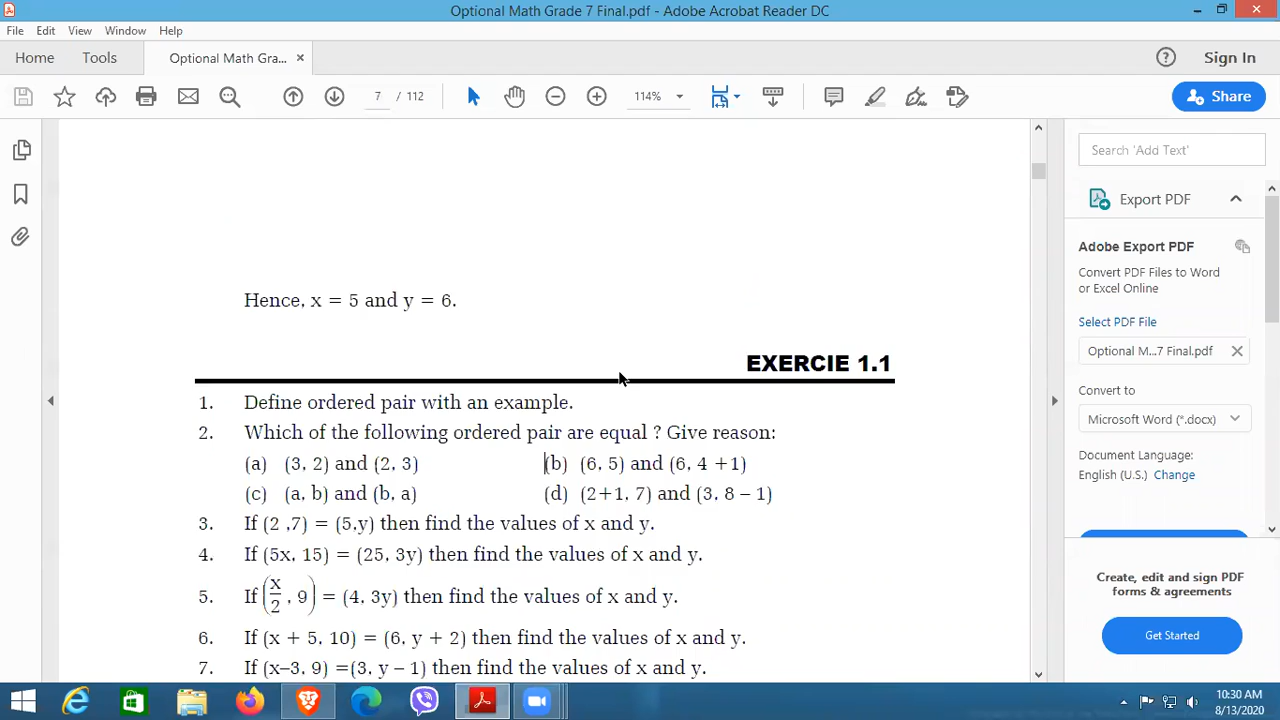 Optional Math Grade 7 Final.pdf - Adobe Acrobat Reader DC
File Edit View Window Help
Home Tools Optional Math Gra... × Sign In
7 / 112 114% Share
Search 'Add Text'
Export PDF
Adobe Export PDF
Convert PDF Files to Word
or Excel Online
Select PDF File
Optional M...7 Final.pdf
Convert to
Microsoft Word (*.docx)
Document Language:
English (U.S.) Change
Create, edit and sign PDF
forms & agreements
Get Started
Hence, x = 5 and y = 6.
EXERCIE 1.1
1. Define ordered pair with an example.
2. Which of the following ordered pair are equal ? Give reason:
(a) (3, 2) and (2, 3) (b) (6, 5) and (6, 4 +1)
(c) (a, b) and (b, a) (d) (2+1, 7) and (3, 8 – 1)
3. If (2 ,7) = (5,y) then find the values of x and y.
4. If (5x, 15) = (25, 3y) then find the values of x and y.
5. If (x/2, 9) = (4, 3y) then find the values of x and y.
6. If (x + 5, 10) = (6, y + 2) then find the values of x and y.
7. If (x–3, 9) =(3, y – 1) then find the values of x and y.
10:30 AM
8/13/2020